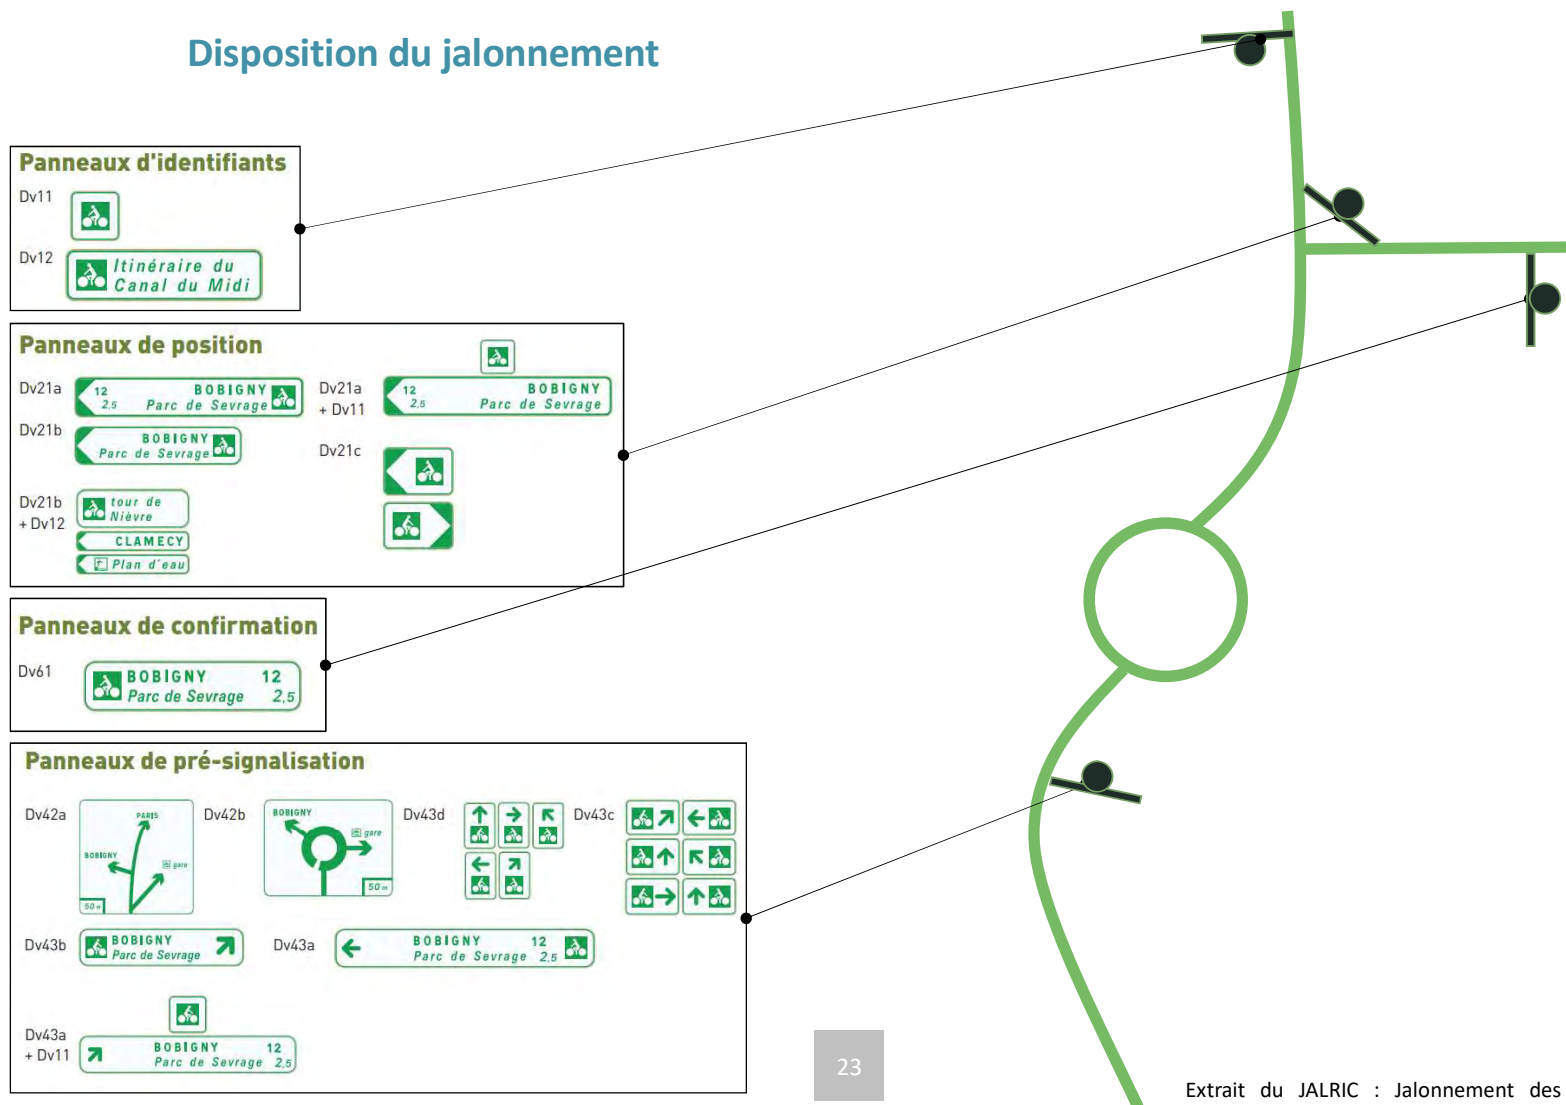 Disposition du jalonnement
Panneaux d'identifiants
Dv11
Dv12
Itinéraire du
Canal du Midi
Panneaux de position
Dv21a
12 BOBIGNY
2,5 Parc de Sevrage
Dv21a
+ Dv11
12 BOBIGNY
2,5 Parc de Sevrage
Dv21b
BOBIGNY
Parc de Sevrage
Dv21c
Dv21b
+ Dv12
tour de
Nièvre
CLAMECY
Plan d'eau
Panneaux de confirmation
Dv61
BOBIGNY 12
Parc de Sevrage 2,5
Panneaux de pré-signalisation
Dv42a
PARIS
BOBIGNY
gare
50 m
Dv42b
BOBIGNY
gare
50 m
Dv43d
Dv43c
Dv43b
BOBIGNY
Parc de Sevrage
Dv43a
BOBIGNY 12
Parc de Sevrage 2,5
Dv43a
+ Dv11
BOBIGNY 12
Parc de Sevrage 2,5
23
Extrait du JALRIC : Jalonnement des